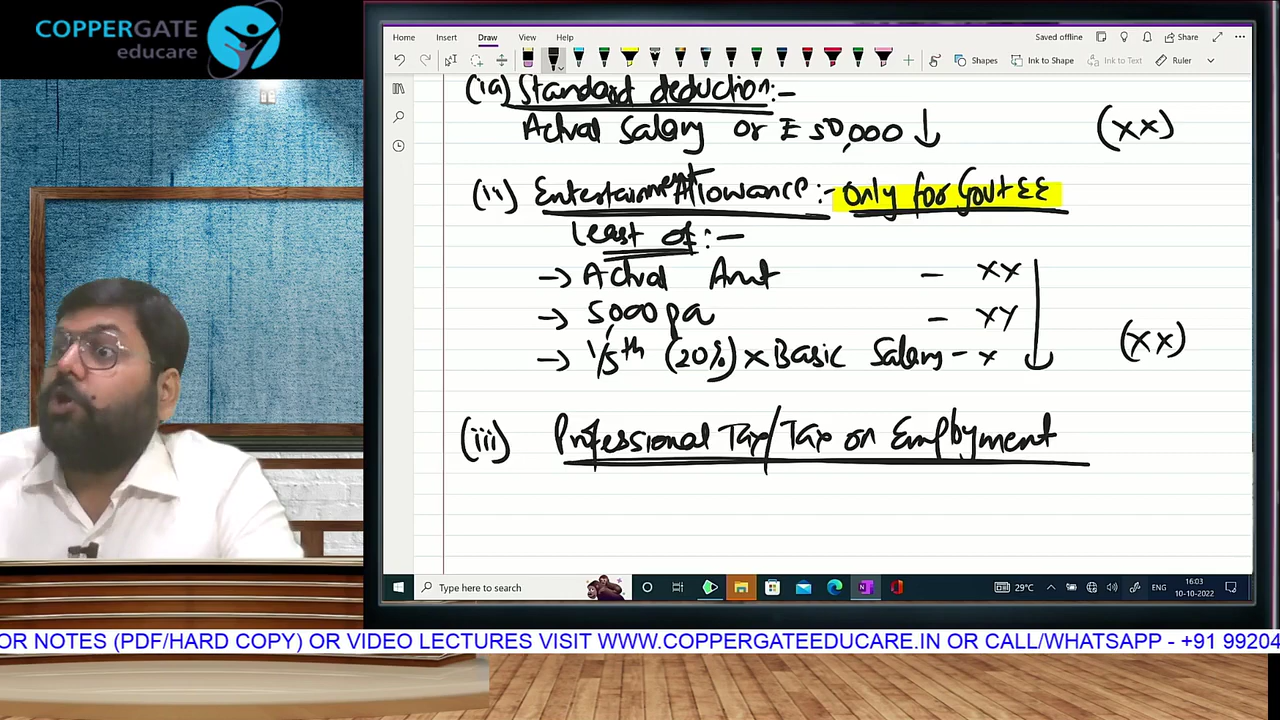 COPPERGATE
educare
Home Insert Draw View Help
Saved offline
Share
Shapes
Ink to Shape
Ink to Text
Ruler
(ia) Standard deduction:-
Actual Salary or ₹ 50,000 ↓ (xx)
(ii) Entertainment Allowance :- Only for Govt EE
Least of :-
→ Actual Amt - xx
→ 5,000 pa - xy
→ 1/5th (20%) x Basic Salary - x (xx)
(iii) Professional Tax/Tax on Employment
Type here to search
29°C
ENG
16:03
10-10-2022
OR NOTES (PDF/HARD COPY) OR VIDEO LECTURES VISIT WWW.COPPERGATEEDUCARE.IN OR CALL/WHATSAPP - +91 99204